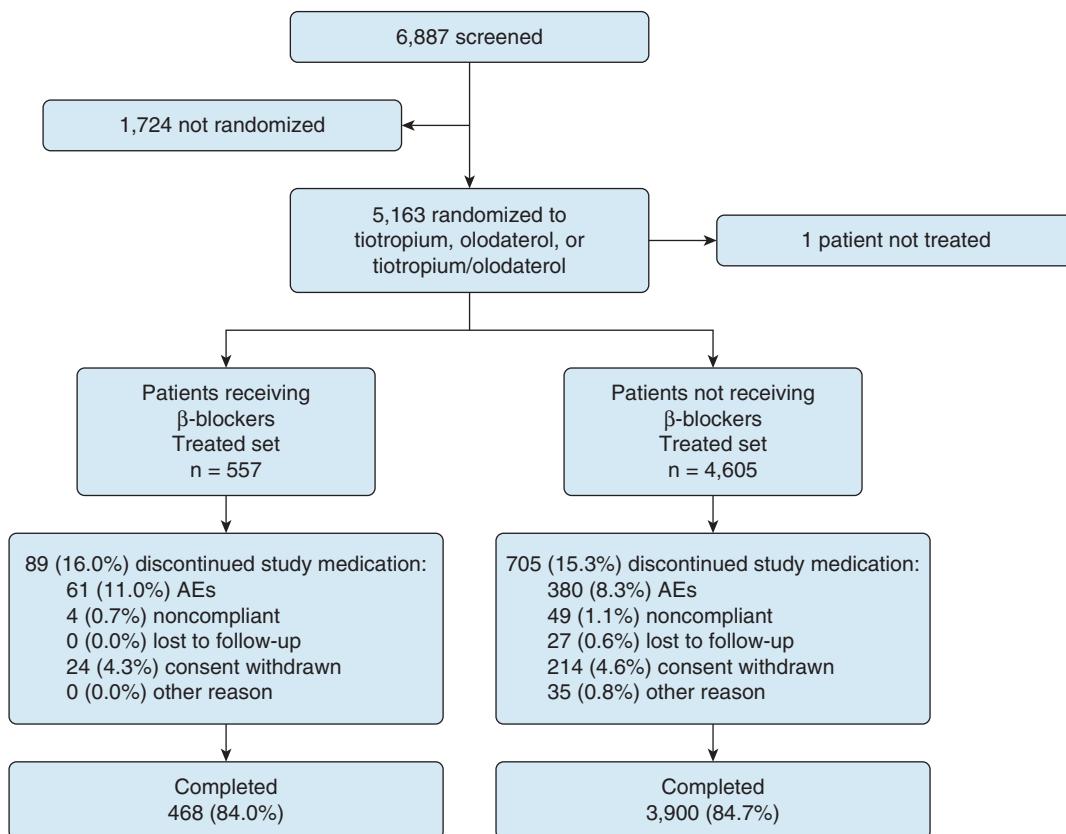 6,887 screened
1,724 not randomized
5,163 randomized to
tiotropium, olodaterol, or
tiotropium/olodaterol
1 patient not treated
Patients receiving
β-blockers
Treated set
n = 557
Patients not receiving
β-blockers
Treated set
n = 4,605
89 (16.0%) discontinued study medication:
61 (11.0%) AEs
4 (0.7%) noncompliant
0 (0.0%) lost to follow-up
24 (4.3%) consent withdrawn
0 (0.0%) other reason
705 (15.3%) discontinued study medication:
380 (8.3%) AEs
49 (1.1%) noncompliant
27 (0.6%) lost to follow-up
214 (4.6%) consent withdrawn
35 (0.8%) other reason
Completed
468 (84.0%)
Completed
3,900 (84.7%)